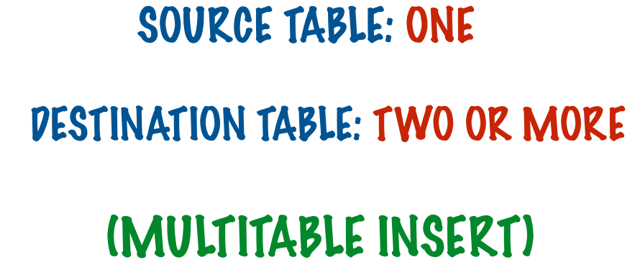 SOURCE TABLE: ONE
DESTINATION TABLE: TWO OR MORE
(MULTITABLE INSERT)